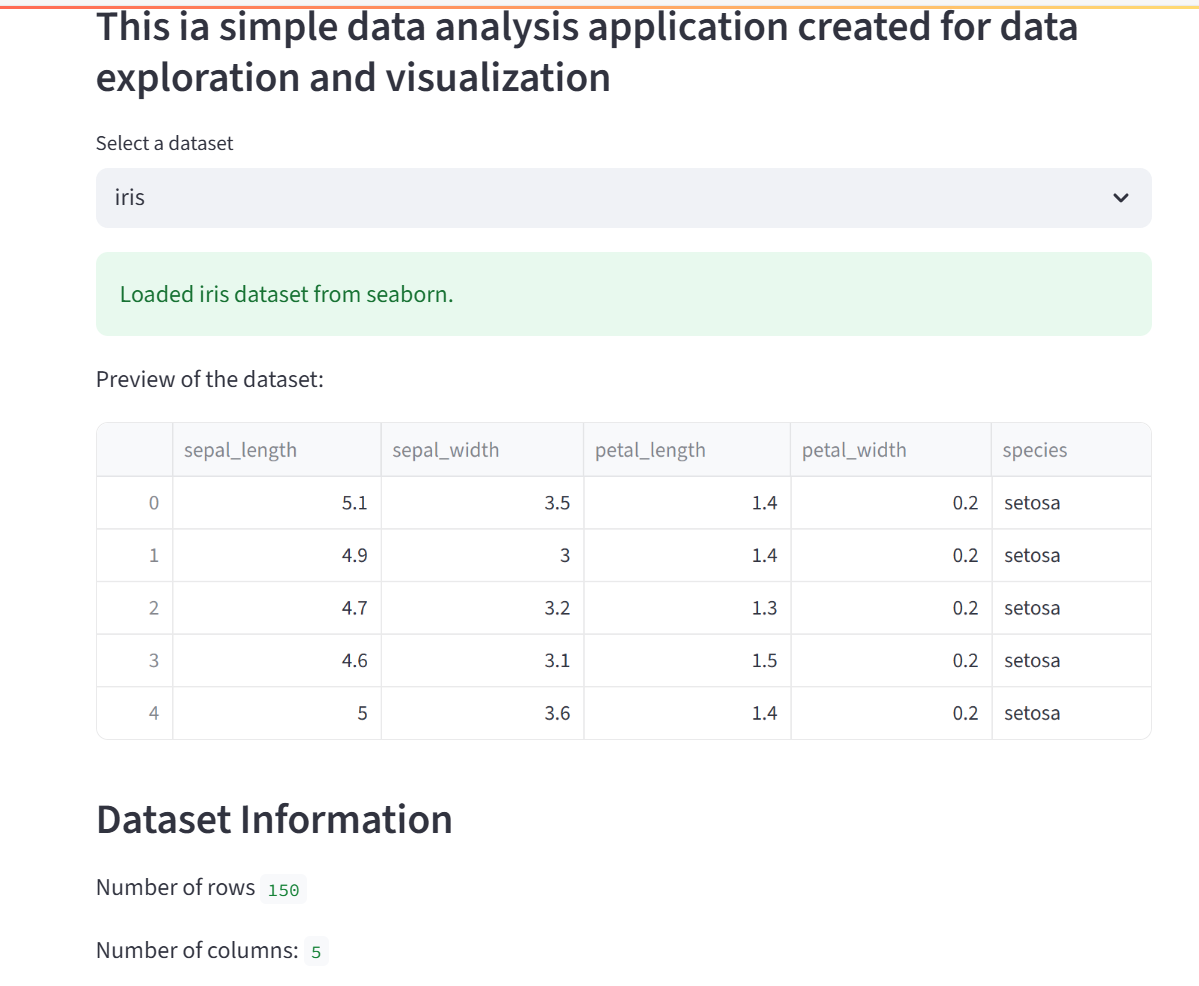 This ia simple data analysis application created for data
exploration and visualization
Select a dataset
iris
Loaded iris dataset from seaborn.
Preview of the dataset:
sepal_length sepal_width petal_length petal_width species
0 5.1 3.5 1.4 0.2 setosa
1 4.9 3 1.4 0.2 setosa
2 4.7 3.2 1.3 0.2 setosa
3 4.6 3.1 1.5 0.2 setosa
4 5 3.6 1.4 0.2 setosa
Dataset Information
Number of rows 150
Number of columns: 5